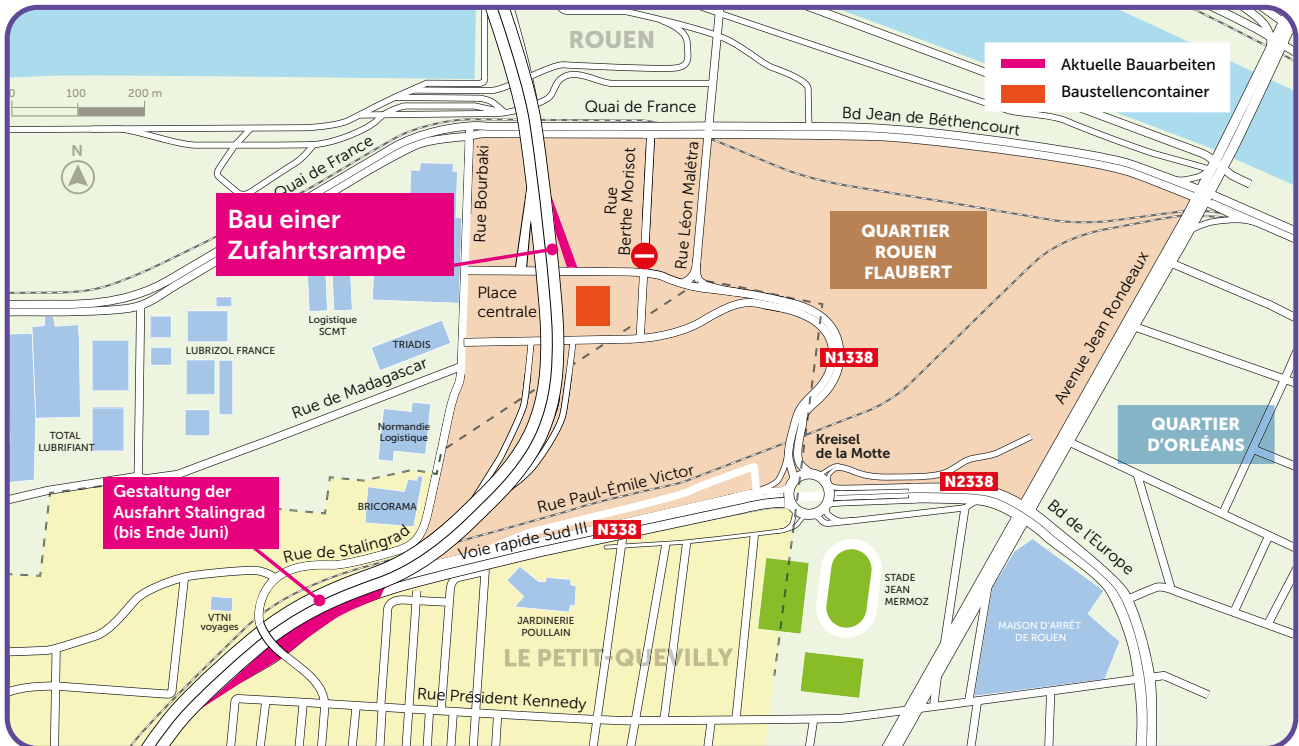 ROUEN
Aktuelle Bauarbeiten
Baustellencontainer
0 100 200 m
N
Quai de France
Bd Jean de Béthencourt
Quai de France
Rue Bourbaki
Rue
Berthe Morisot
Rue Léon Malétra
Bau einer
Zufahrtsrampe
QUARTIER
ROUEN
FLAUBERT
Avenue Jean Rondeaux
Place
centrale
Logistique
SCMT
LUBRIZOL FRANCE
TRIADIS
N1338
Rue de Madagascar
TOTAL
LUBRIFIANT
Normandie
Logistique
Kreisel
de la Motte
QUARTIER
D'ORLÉANS
Gestaltung der
Ausfahrt Stalingrad
(bis Ende Juni)
BRICORAMA
Rue Paul-Émile Victor
N2338
Rue de Stalingrad
Voie rapide Sud III
N338
Bd de l'Europe
VTNI
voyages
JARDINERIE
POULLAIN
STADE
JEAN
MERMOZ
MAISON D'ARRÊT
DE ROUEN
LE PETIT-QUEVILLY
Rue Président Kennedy